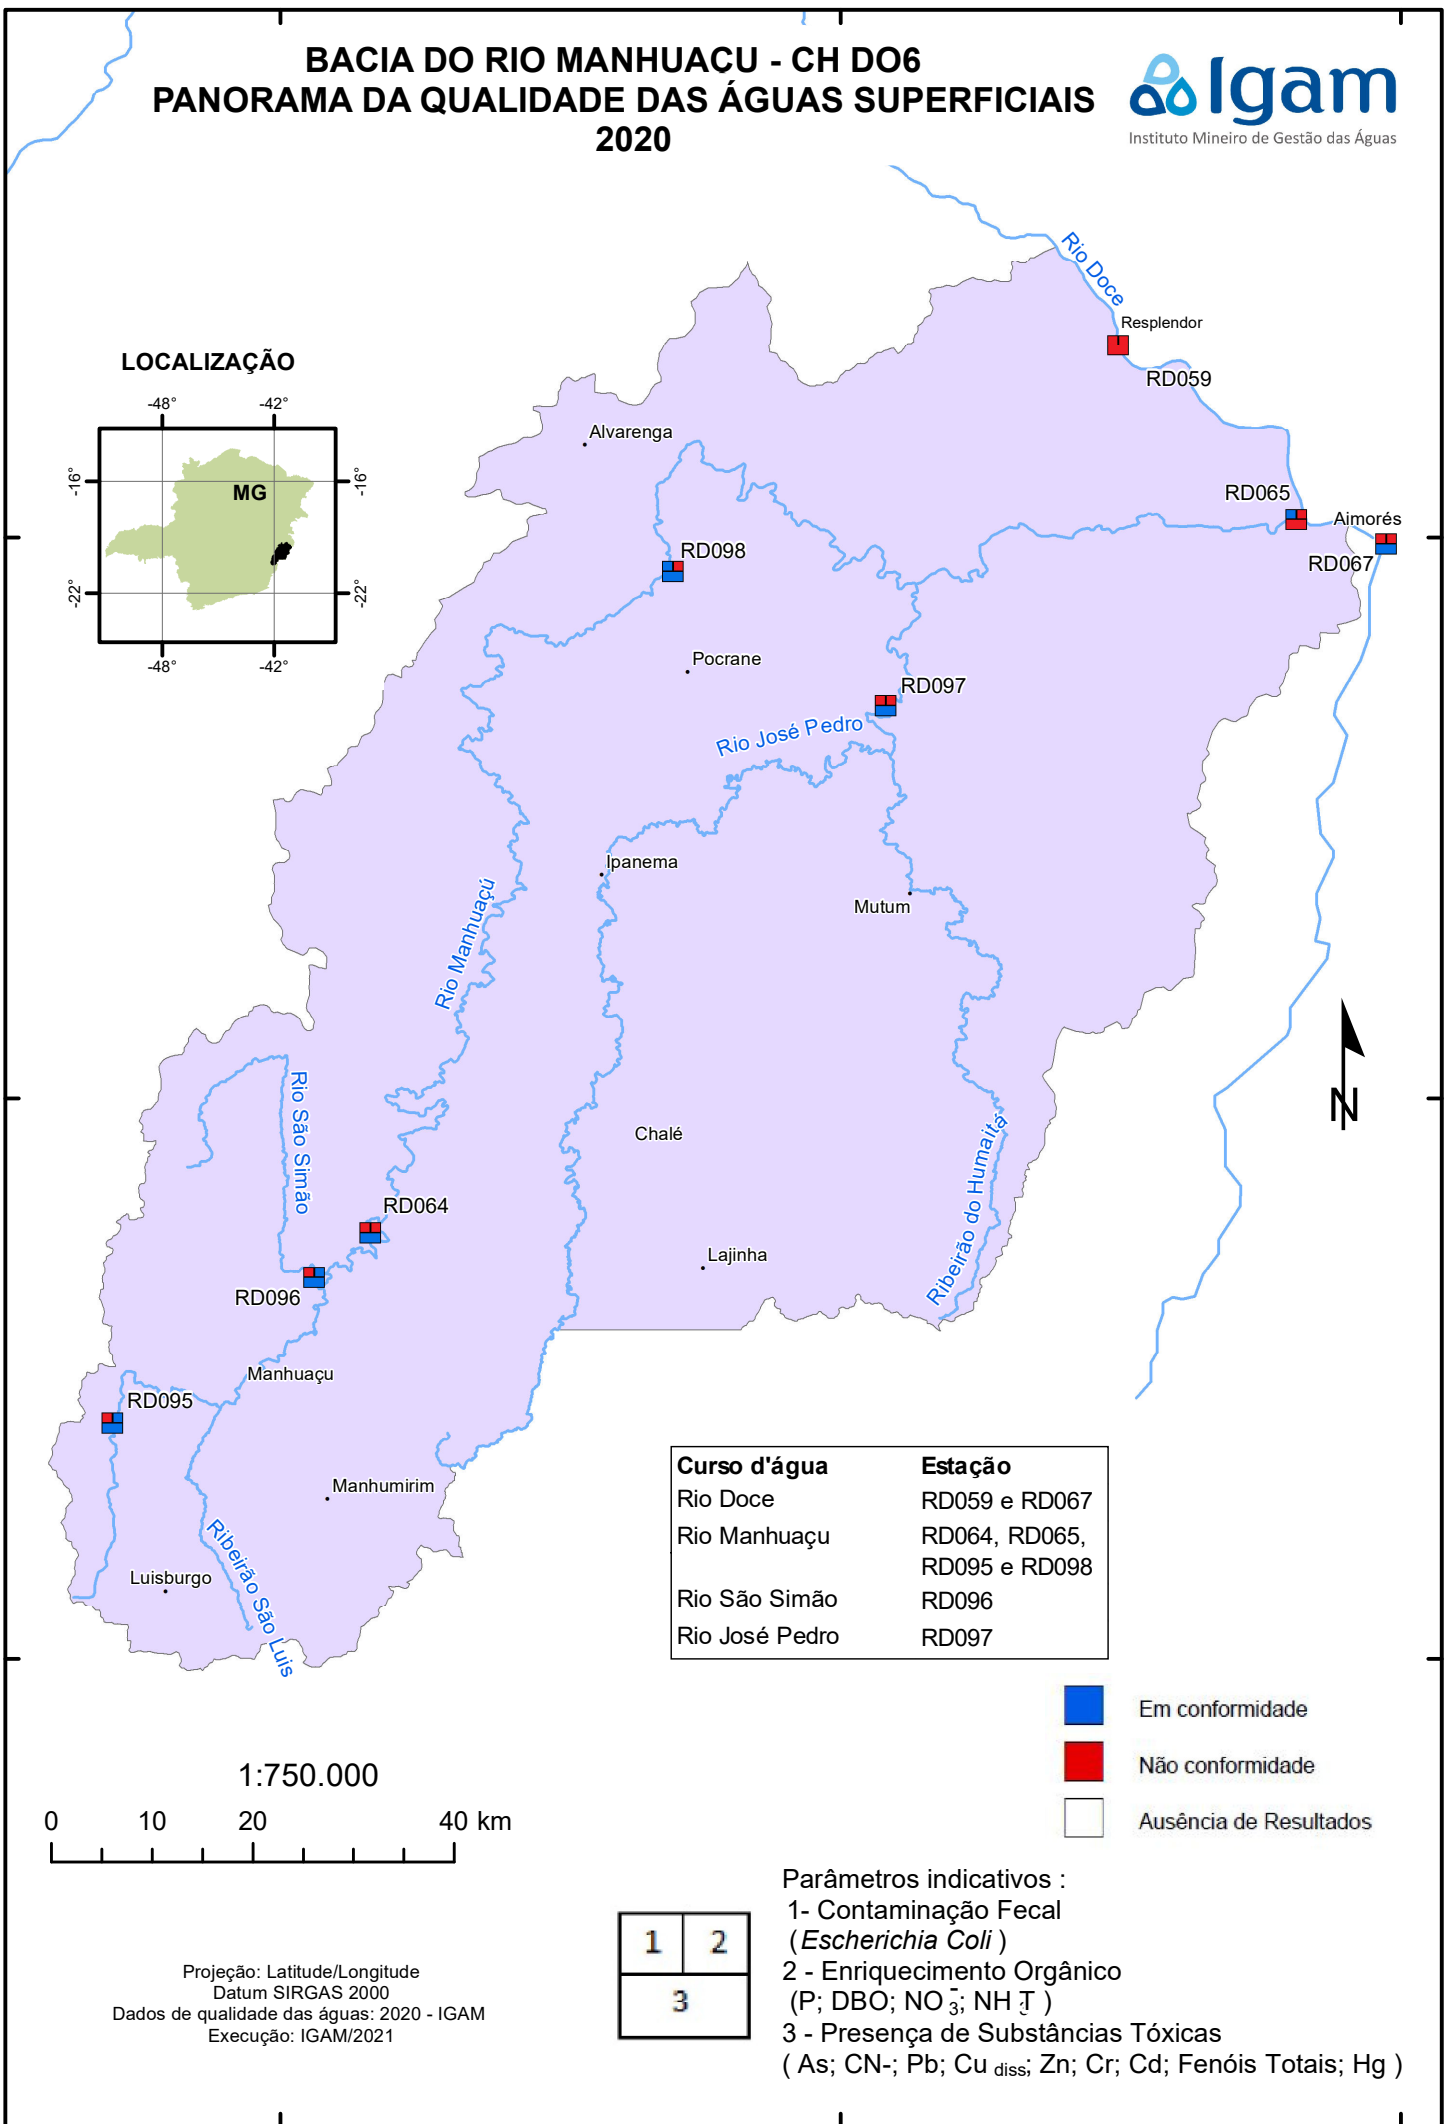 BACIA DO RIO MANHUAÇU - CH DO6
PANORAMA DA QUALIDADE DAS ÁGUAS SUPERFICIAIS
2020
Igam
Instituto Mineiro de Gestão das Águas
Rio Doce
Resplendor
RD059
LOCALIZAÇÃO
-48°
-42°
-16°
-16°
MG
-22°
-22°
-48°
-42°
Alvarenga
RD065
Aimorés
RD067
RD098
Pocrane
RD097
Rio José Pedro
Ipanema
Mutum
Rio Manhuaçú
Rio São Simão
Chalé
N
Ribeirão do Humaitá
RD064
Lajinha
RD096
Manhuaçu
RD095
Manhumirim
Luisburgo
Ribeirão São Luis
Curso d'água Estação
Rio Doce RD059 e RD067
Rio Manhuaçu RD064, RD065,
RD095 e RD098
Rio São Simão RD096
Rio José Pedro RD097
Em conformidade
Não conformidade
Ausência de Resultados
1:750.000
0 10 20 40 km
Projeção: Latitude/Longitude
Datum SIRGAS 2000
Dados de qualidade das águas: 2020 - IGAM
Execução: IGAM/2021
1 2
3
Parâmetros indicativos :
1- Contaminação Fecal
(Escherichia Coli )
2 - Enriquecimento Orgânico
(P; DBO; NO3-; NH T )
3 - Presença de Substâncias Tóxicas
( As; CN-; Pb; Cu diss; Zn; Cr; Cd; Fenóis Totais; Hg )